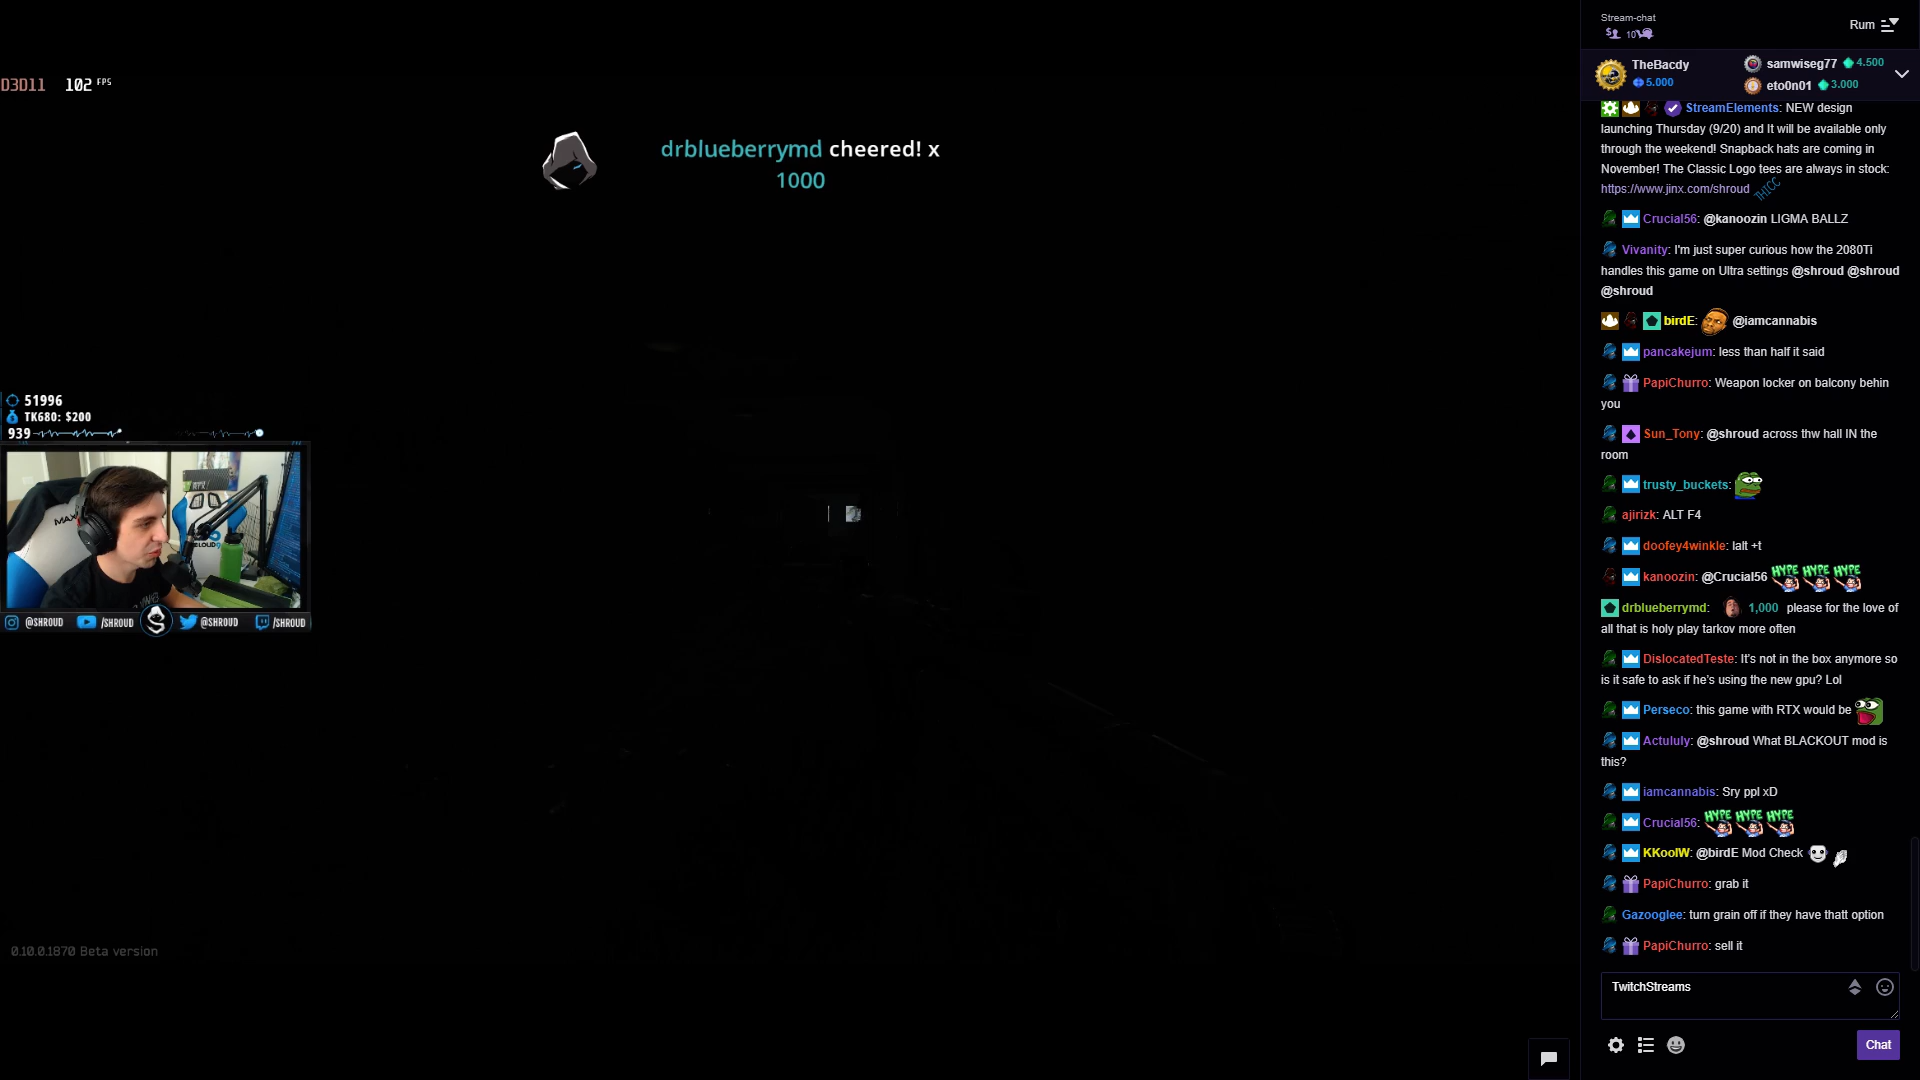 D3D11 102 FPS
drblueberrymd cheered! x
1000
51996
TK680: $200
939
MAX
@SHROUD /SHROUD @SHROUD /SHROUD
0.10.0.1870 Beta version
Stream-chat
Rum
10
TheBacdy
5.000
samwiseg77 4.500
eto0n01 3.000
StreamElements: NEW design
launching Thursday (9/20) and It will be available only
through the weekend! Snapback hats are coming in
November! The Classic Logo tees are always in stock:
https://www.jinx.com/shroud THICC
Crucial56: @kanoozin LIGMA BALLZ
Vivanity: I'm just super curious how the 2080Ti
handles this game on Ultra settings @shroud @shroud
@shroud
birdE: @iamcannabis
pancakejum: less than half it said
PapiChurro: Weapon locker on balcony behin
you
Sun_Tony: @shroud across thw hall IN the
room
trusty_buckets:
ajirizk: ALT F4
doofey4winkle: lalt +t
kanoozin: @Crucial56 HYPE HYPE HYPE
drblueberrymd: 1,000 please for the love of
all that is holy play tarkov more often
DislocatedTeste: It's not in the box anymore so
is it safe to ask if he's using the new gpu? Lol
Perseco: this game with RTX would be
Actululy: @shroud What BLACKOUT mod is
this?
iamcannabis: Sry ppl xD
Crucial56: HYPE HYPE HYPE
KKoolW: @birdE Mod Check
PapiChurro: grab it
Gazooglee: turn grain off if they have thatt option
PapiChurro: sell it
TwitchStreams
Chat